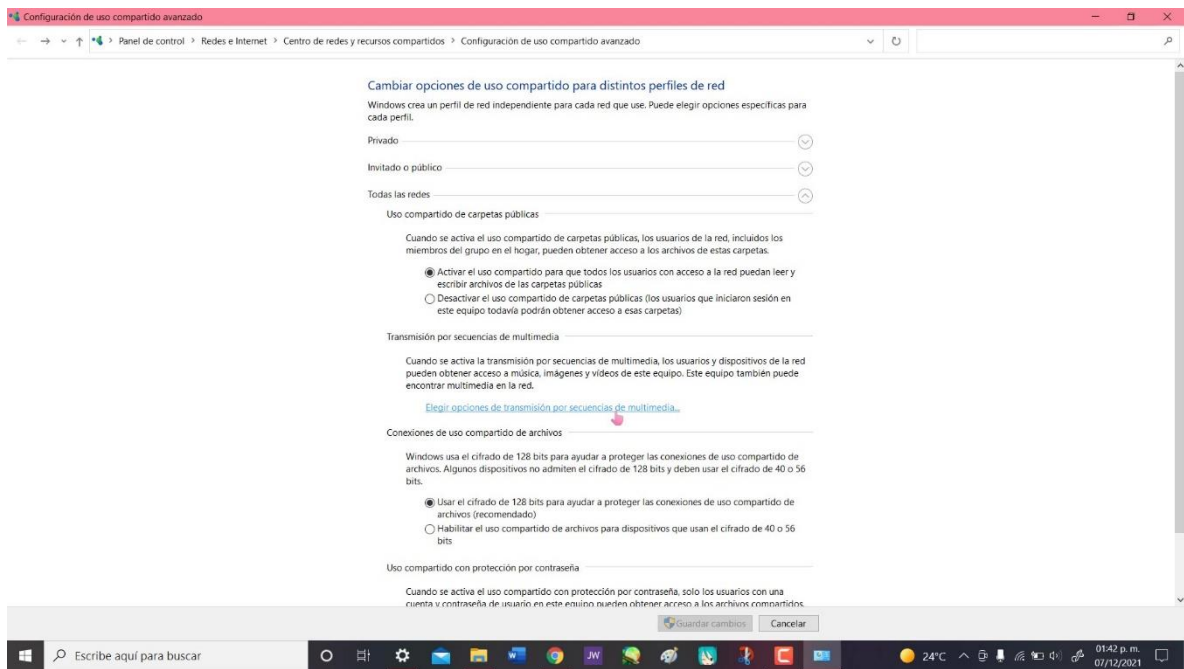 Configuración de uso compartido avanzado
Panel de control > Redes e Internet > Centro de redes y recursos compartidos > Configuración de uso compartido avanzado
Cambiar opciones de uso compartido para distintos perfiles de red
Windows crea un perfil de red independiente para cada red que use. Puede elegir opciones específicas para
cada perfil.
Privado
Invitado o público
Todas las redes
Uso compartido de carpetas públicas
Cuando se activa el uso compartido de carpetas públicas, los usuarios de la red, incluidos los
miembros del grupo en el hogar, pueden obtener acceso a los archivos de estas carpetas.
Activar el uso compartido para que todos los usuarios con acceso a la red puedan leer y
escribir archivos de las carpetas públicas
Desactivar el uso compartido de carpetas públicas (los usuarios que iniciaron sesión en
este equipo todavía podrán obtener acceso a esas carpetas)
Transmisión por secuencias de multimedia
Cuando se activa la transmisión por secuencias de multimedia, los usuarios y dispositivos de la red
pueden obtener acceso a música, imágenes y vídeos de este equipo. Este equipo también puede
encontrar multimedia en la red.
Elegir opciones de transmisión por secuencias de multimedia...
Conexiones de uso compartido de archivos
Windows usa el cifrado de 128 bits para ayudar a proteger las conexiones de uso compartido de
archivos. Algunos dispositivos no admiten el cifrado de 128 bits y deben usar el cifrado de 40 o 56
bits.
Usar el cifrado de 128 bits para ayudar a proteger las conexiones de uso compartido de
archivos (recomendado)
Habilitar el uso compartido de archivos para dispositivos que usan el cifrado de 40 o 56
bits
Uso compartido con protección por contraseña
Cuando se activa el uso compartido con protección por contraseña, solo los usuarios con una
cuenta y contraseña de usuario en este equipo pueden obtener acceso a los archivos compartidos,
Guardar cambios Cancelar
Escribe aquí para buscar
JW
24°C
01:42 p. m.
07/12/2021